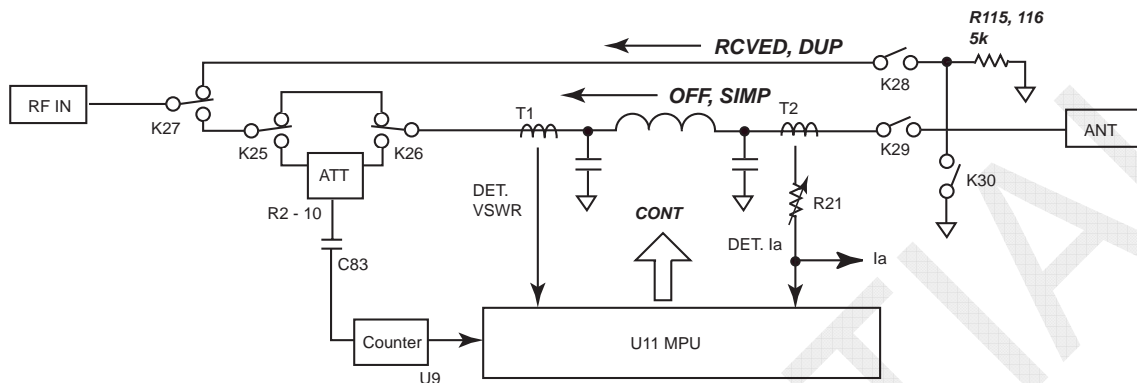 R115, 116
5k
RCVED, DUP
K28
RF IN
K27
OFF, SIMP
T1
T2
K25
K26
K29
ANT
ATT
K30
R2 - 10
DET.
VSWR
CONT
R21
DET. Ia
Ia
C83
Counter
U11 MPU
U9
TIAL